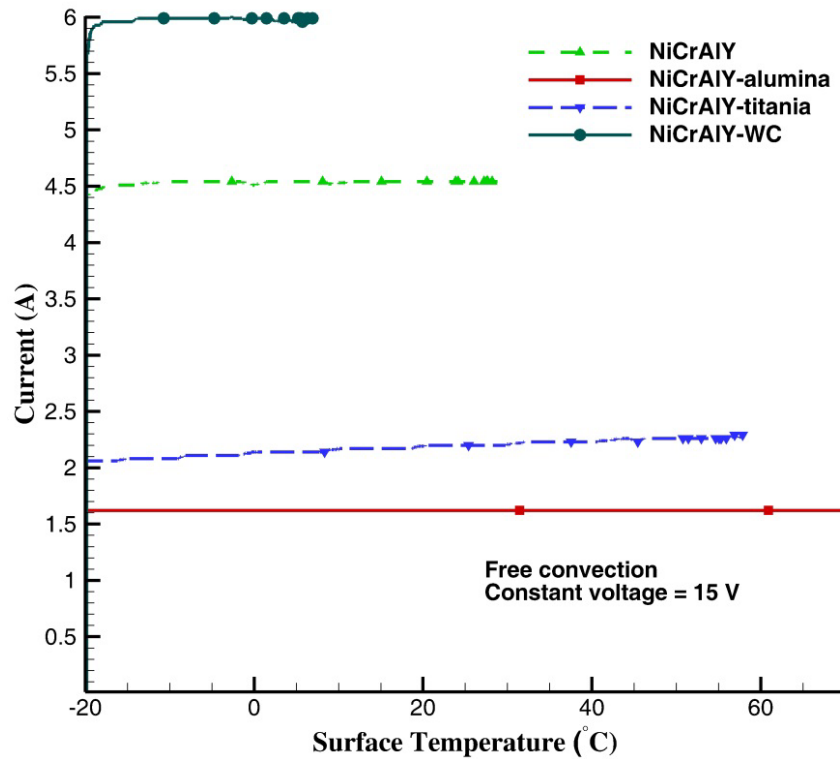 6
5.5
5
4.5
4
3.5
3
2.5
2
1.5
1
0.5
Current (A)
NiCrAlY
NiCrAlY-alumina
NiCrAlY-titania
NiCrAlY-WC
Free convection
Constant voltage = 15 V
-20 0 20 40 60
Surface Temperature (°C)